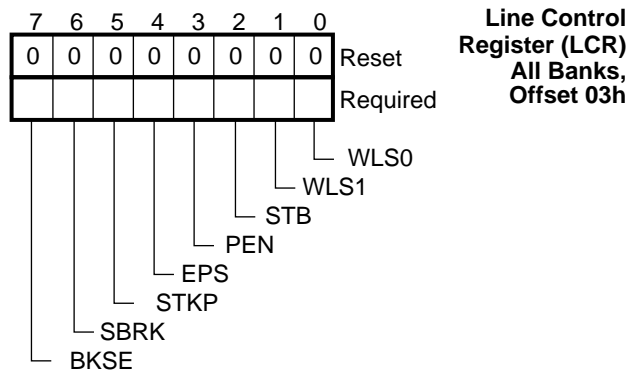 7 6 5 4 3 2 1 0
Line Control
Register (LCR)
All Banks,
Offset 03h
0 0 0 0 0 0 0 0 Reset
Required
WLS0
WLS1
STB
PEN
EPS
STKP
SBRK
BKSE